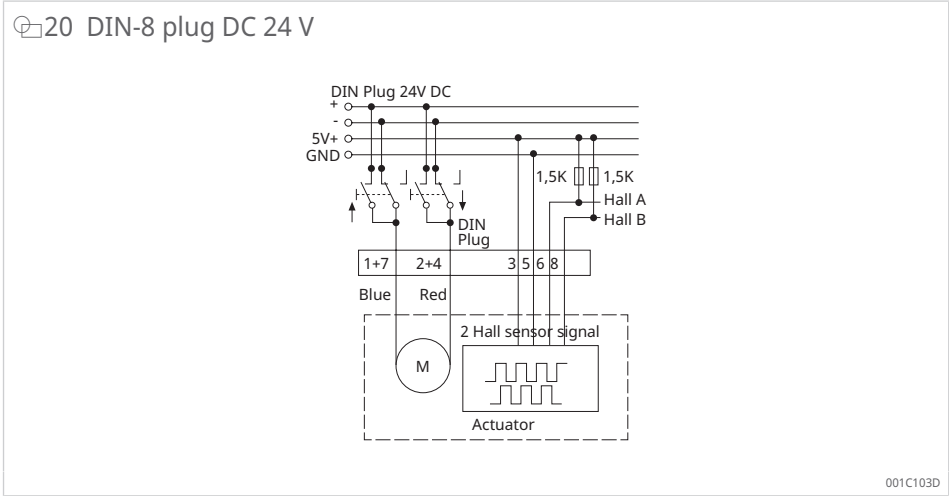 20 DIN-8 plug DC 24 V
DIN Plug 24V DC
+
-
5V+
GND
1,5K 1,5K
Hall A
Hall B
DIN
Plug
1+7 2+4 3 5 6 8
Blue Red
2 Hall sensor signal
M
Actuator
001C103D